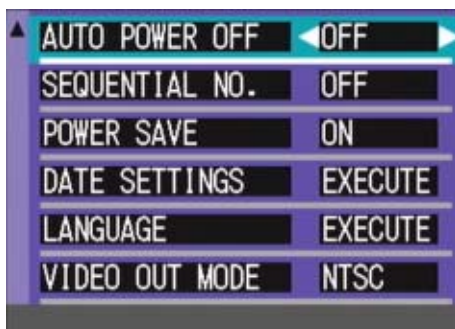 AUTO POWER OFF OFF
SEQUENTIAL NO. OFF
POWER SAVE ON
DATE SETTINGS EXECUTE
LANGUAGE EXECUTE
VIDEO OUT MODE NTSC